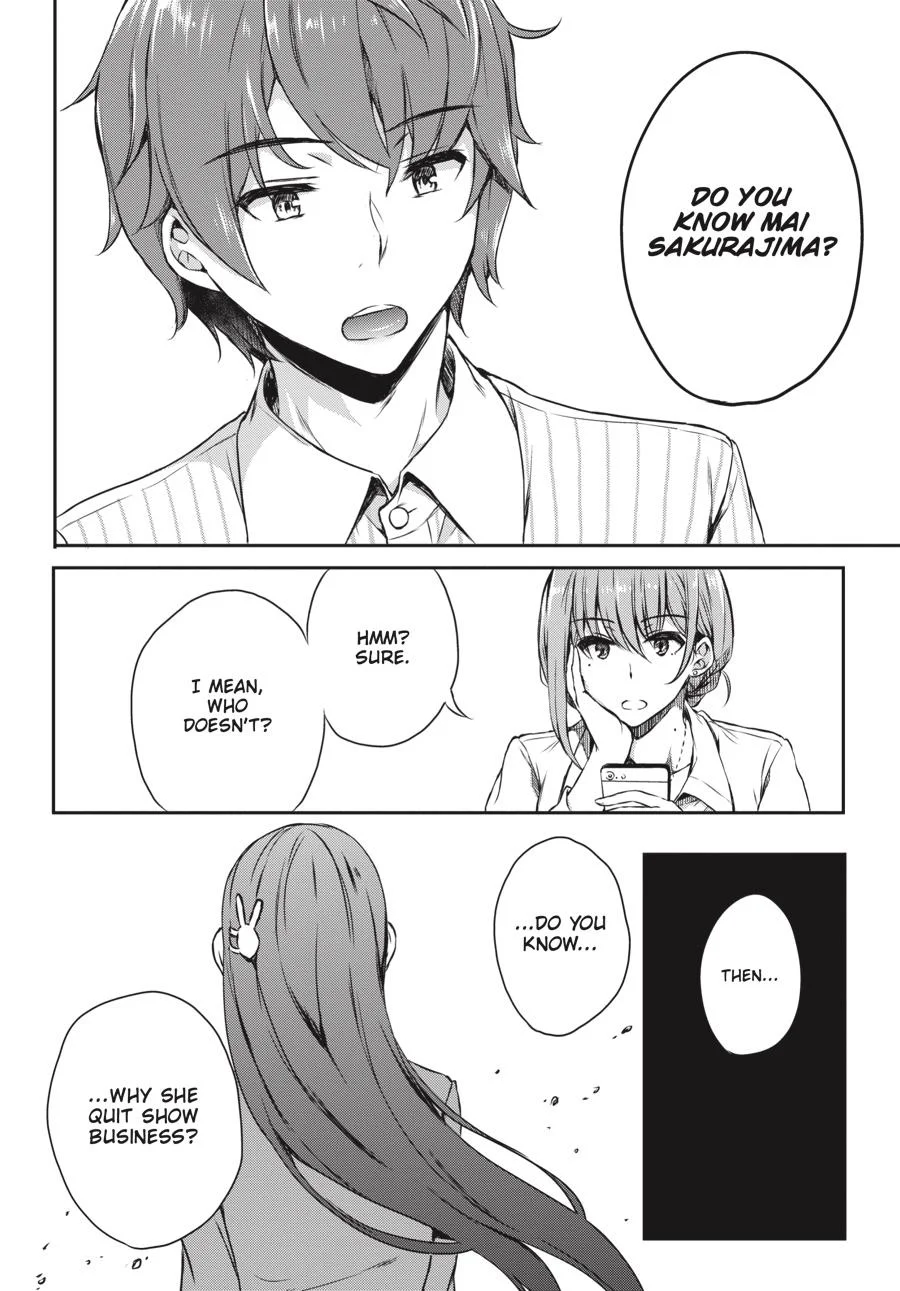 DO YOU
KNOW MAI
SAKURAJIMA?
HMM?
SURE.
I MEAN,
WHO
DOESN'T?
THEN...
...DO YOU
KNOW...
...WHY SHE
QUIT SHOW
BUSINESS?